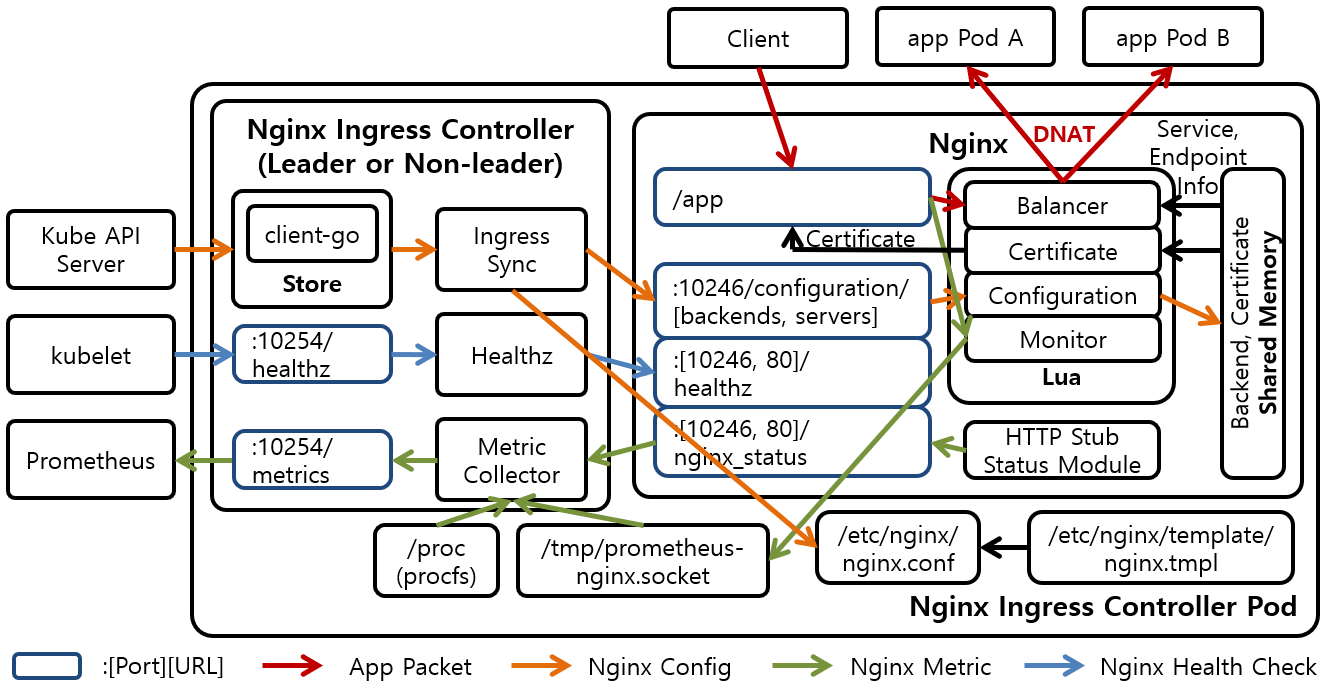 Client
app Pod A
app Pod B
Nginx Ingress Controller
(Leader or Non-leader)
Kube API
Server
client-go
Store
Ingress
Sync
kubelet
:10254/
healthz
Healthz
Prometheus
:10254/
metrics
Metric
Collector
/proc
(procfs)
/tmp/prometheus-
nginx.socket
Nginx
DNAT
Service,
Endpoint
Info
/app
Certificate
:10246/configuration/
[backends, servers]
:[10246, 80]/
healthz
:[10246, 80]/
nginx_status
Balancer
Certificate
Configuration
Monitor
Lua
HTTP Stub
Status Module
Backend, Certificate
Shared Memory
/etc/nginx/
nginx.conf
/etc/nginx/template/
nginx.tmpl
Nginx Ingress Controller Pod
:[Port][URL]
App Packet
Nginx Config
Nginx Metric
Nginx Health Check